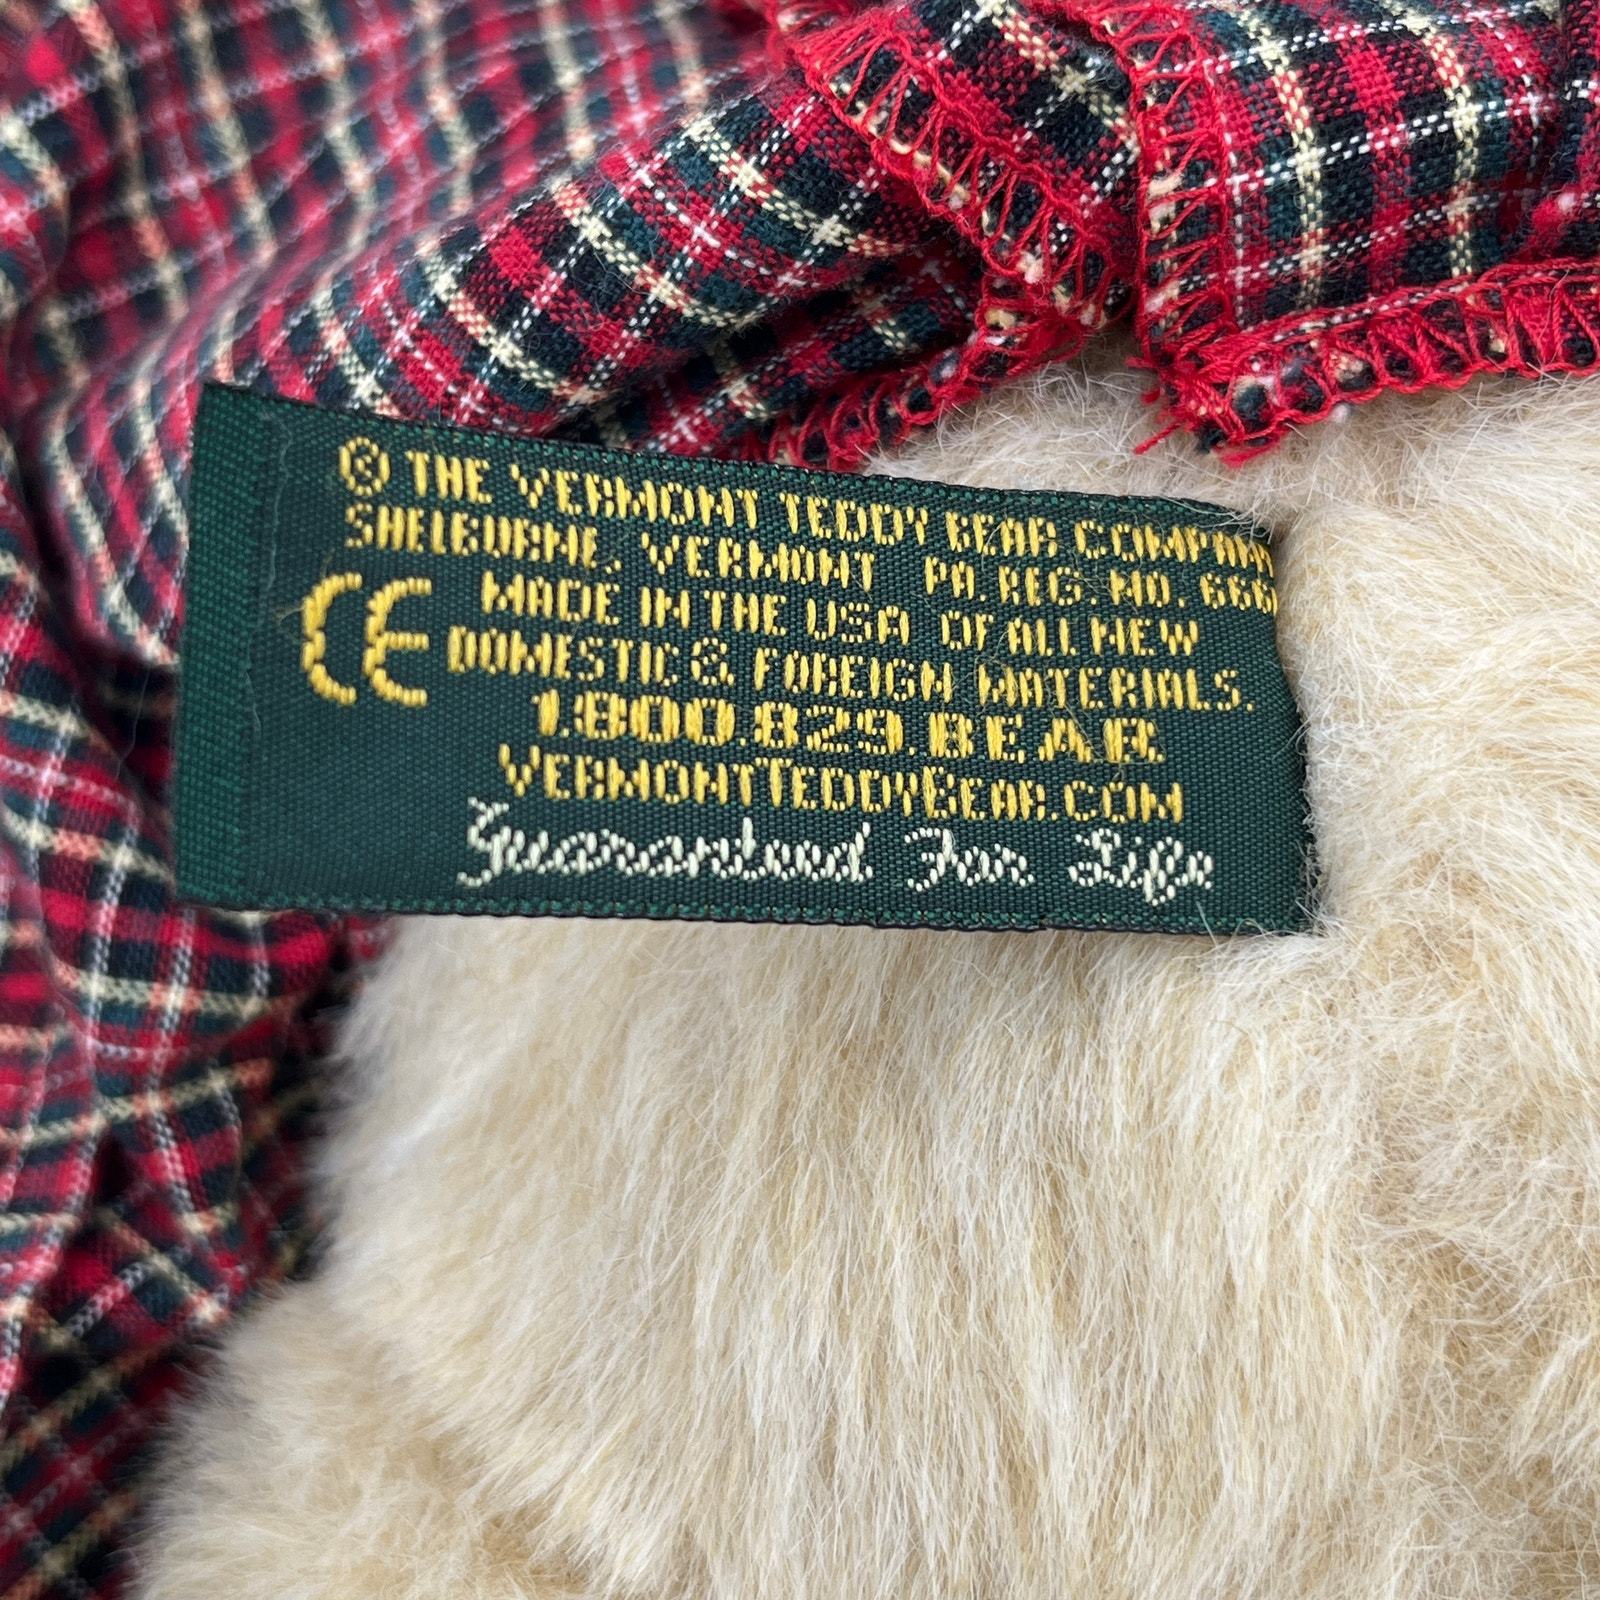 © THE VERMONT TEDDY BEAR COMPANY
SHELBURNE, VERMONT PA. REG. NO. 666
MADE IN THE USA OF ALL NEW
CE DOMESTIC & FOREIGN MATERIALS.
1.800.829.BEAR
VERMONTTEDDYBEAR.COM
Guaranteed For Life